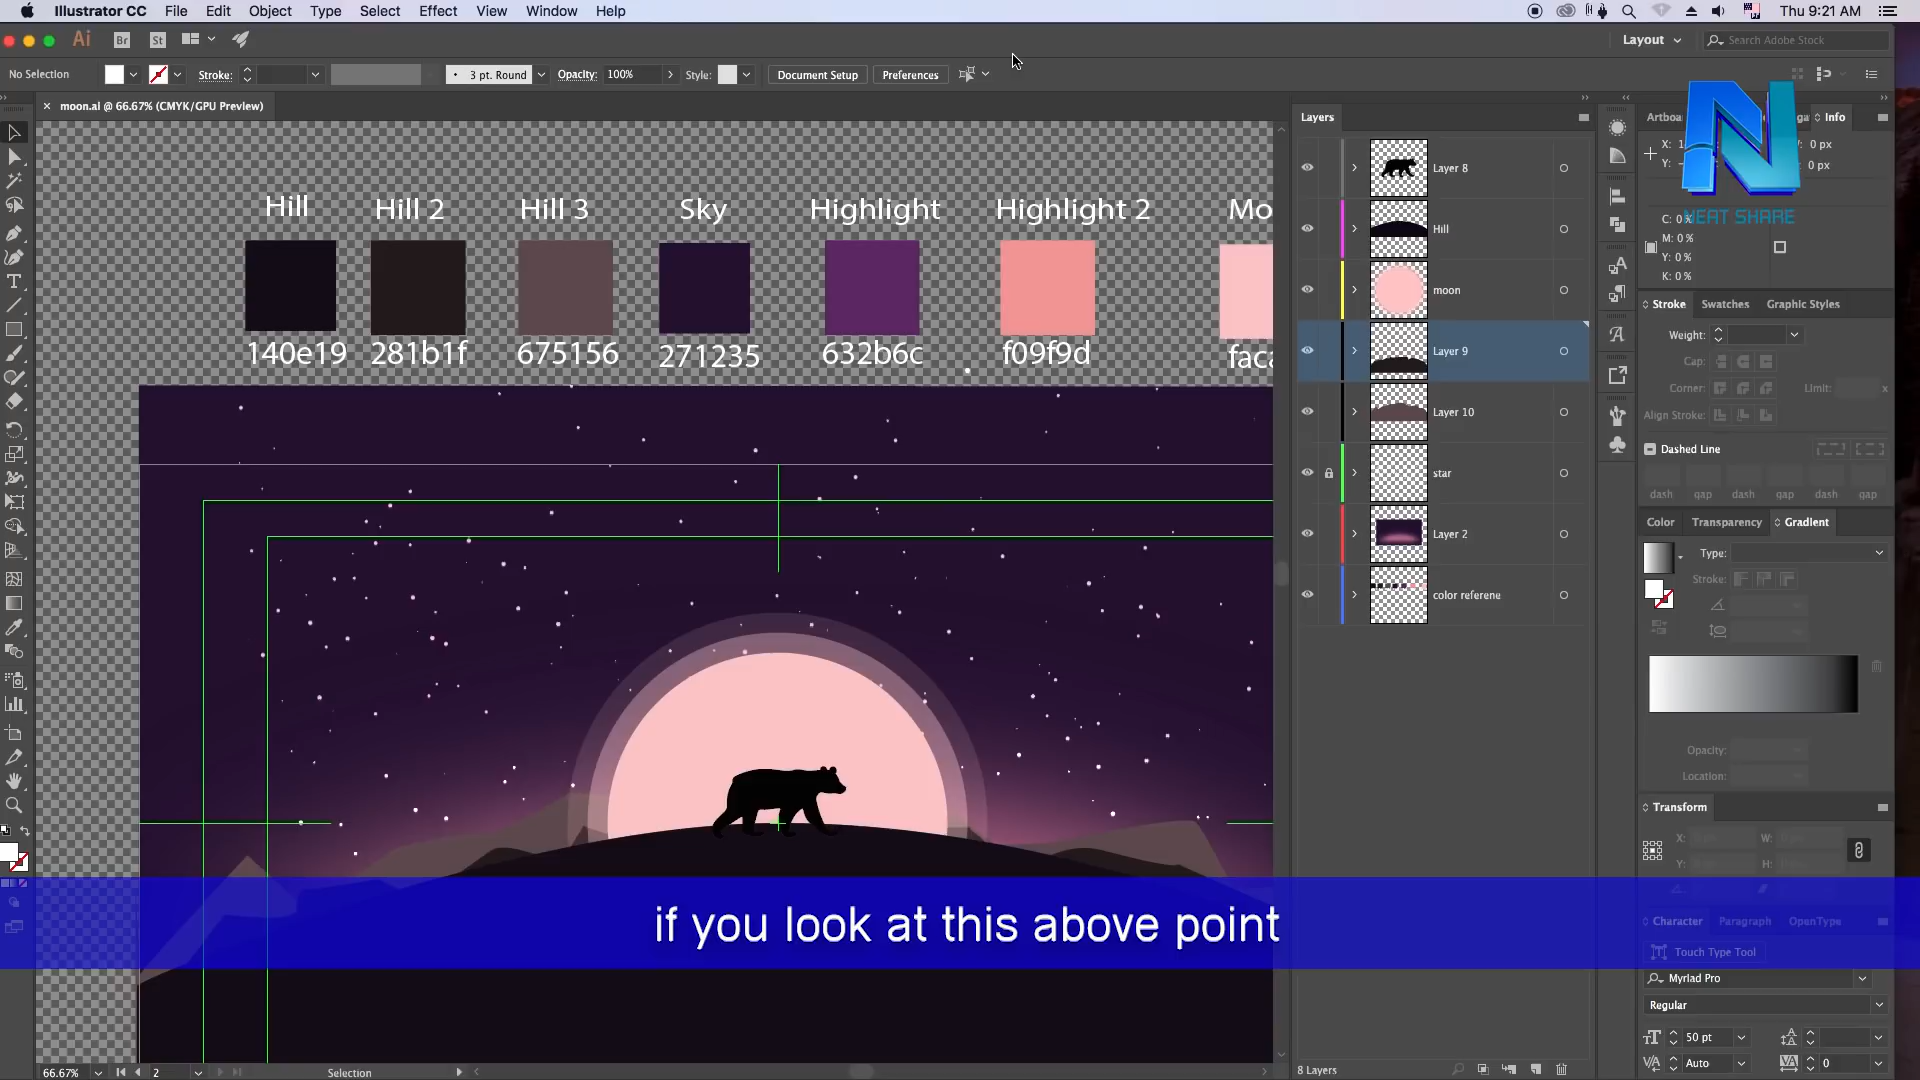 Illustrator CC File Edit Object Type Select Effect View Window Help
Thu 9:21 AM
Ai Br St
Layout
Search Adobe Stock
No Selection
Stroke:
3 pt. Round
Opacity: 100%
Style:
Document Setup
Preferences
moon.ai @ 66.67% (CMYK/GPU Preview)
Hill
Hill 2
Hill 3
Sky
Highlight
Highlight 2
Mo
140e19
281b1f
675156
271235
632b6c
f09f9d
faca
Layers
Layer 8
Hill
moon
Layer 9
Layer 10
star
Layer 2
color referene
8 Layers
Artboa
Info
X:
Y:
0 px
0 px
C: 0 %
M: 0 %
Y: 0 %
K: 0 %
NEAT SHARE
Stroke Swatches Graphic Styles
Weight:
Cap:
Corner:
Limit:
x
Align Stroke:
Dashed Line
dash gap dash gap dash gap
Color Transparency Gradient
Type:
Stroke:
Opacity:
Location:
Transform
X:
W:
Y:
H:
if you look at this above point
Character Paragraph OpenType
Touch Type Tool
Myriad Pro
Regular
50 pt
Auto
0
66.67%
2
Selection